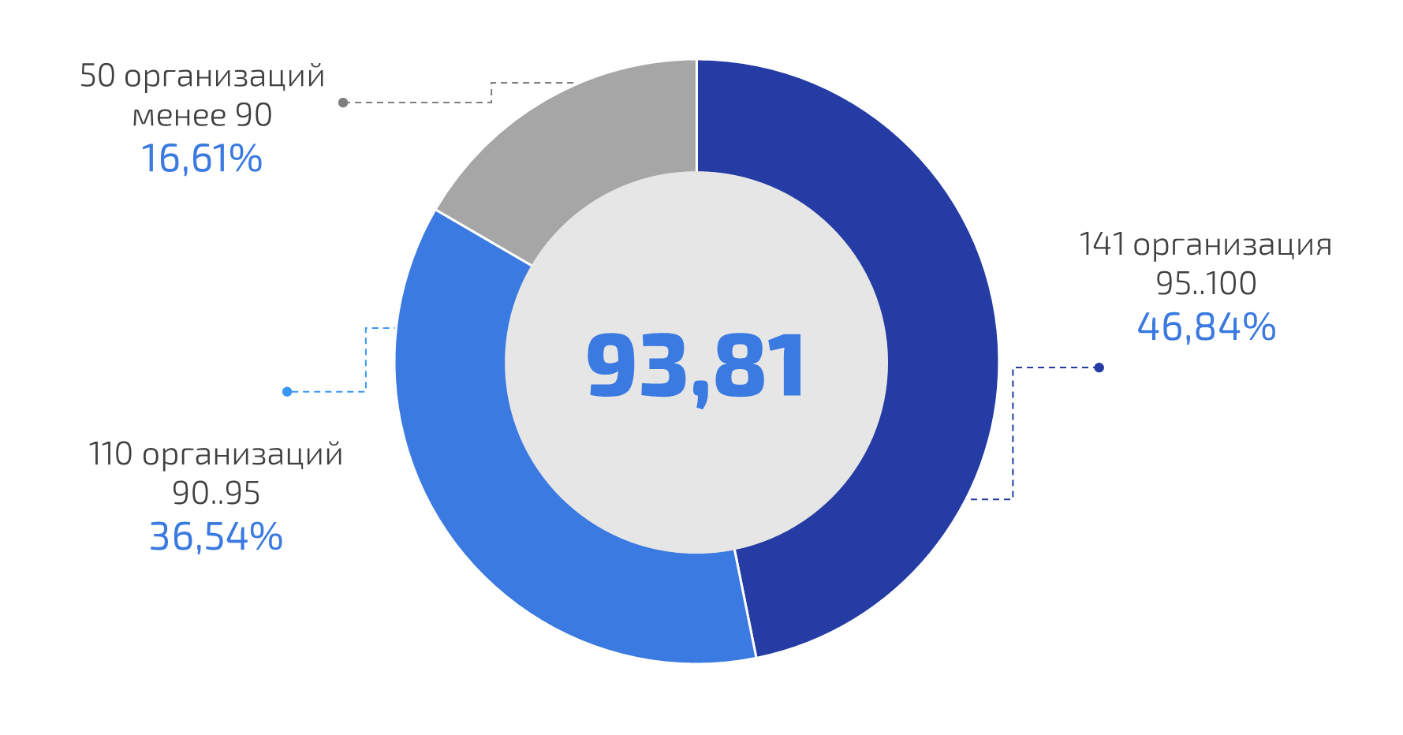 50 организаций
менее 90
16,61%
141 организация
95..100
46,84%
93,81
110 организаций
90..95
36,54%